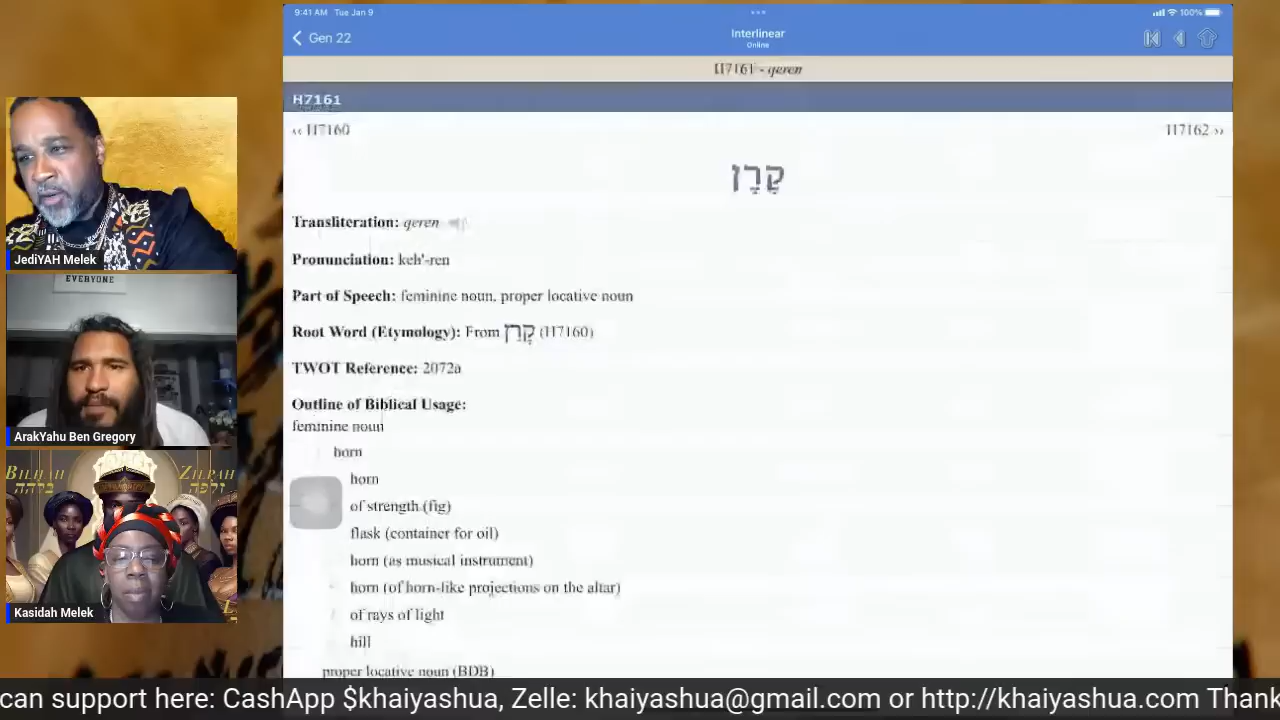 9:41 AM Tue Jan 9
100%
Gen 22
Interlinear
Online
H7161 - qeren
H7161
‹‹ H7160
H7162 ››
קֶרֶן
Transliteration: qeren
Pronunciation: keh'-ren
Part of Speech: feminine noun, proper locative noun
Root Word (Etymology): From קָרַן (H7160)
TWOT Reference: 2072a
Outline of Biblical Usage:
feminine noun
horn
horn
of strength (fig)
flask (container for oil)
horn (as musical instrument)
horn (of horn-like projections on the altar)
of rays of light
hill
proper locative noun (BDB)
JediYAH Melek
EVERYONE
ArakYahu Ben Gregory
BILHAH
בלהה
ZILPAH
זלפה
Kasidah Melek
can support here: CashApp $khaiyashua, Zelle: khaiyashua@gmail.com or http://khaiyashua.com Thank